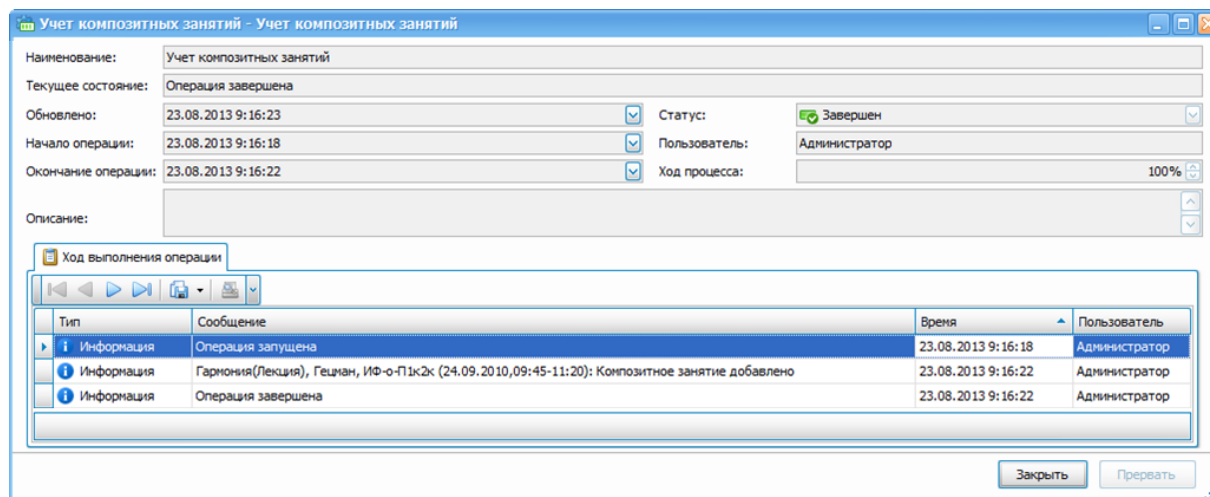 Учет композитных занятий - Учет композитных занятий
Наименование: Учет композитных занятий
Текущее состояние: Операция завершена
Обновлено: 23.08.2013 9:16:23 Статус: Завершен
Начало операции: 23.08.2013 9:16:18 Пользователь: Администратор
Окончание операции: 23.08.2013 9:16:22 Ход процесса: 100%
Описание:
Ход выполнения операции
Тип Сообщение Время Пользователь
Информация Операция запущена 23.08.2013 9:16:18 Администратор
Информация Гармония(Лекция), Гецман, ИФ-о-П1к2к (24.09.2010,09:45-11:20): Композитное занятие добавлено 23.08.2013 9:16:22 Администратор
Информация Операция завершена 23.08.2013 9:16:22 Администратор
Закрыть Прервать